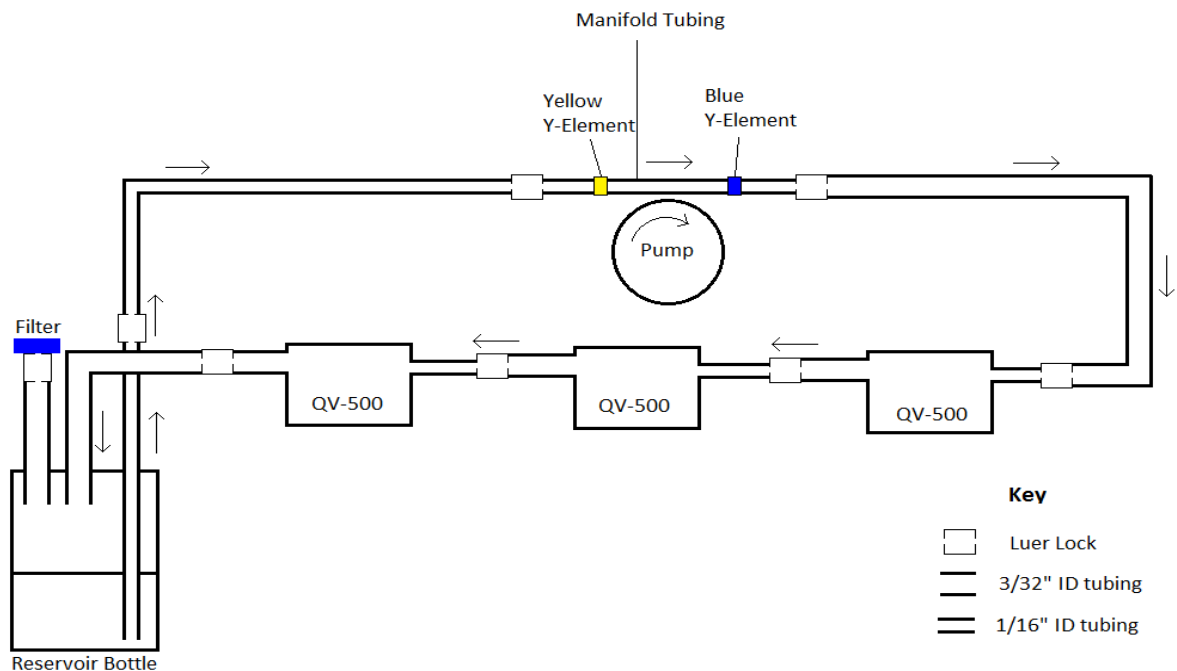 Manifold Tubing
Yellow
Y-Element
Blue
Y-Element
Pump
Filter
QV-500
QV-500
QV-500
Key
Luer Lock
3/32" ID tubing
1/16" ID tubing
Reservoir Bottle